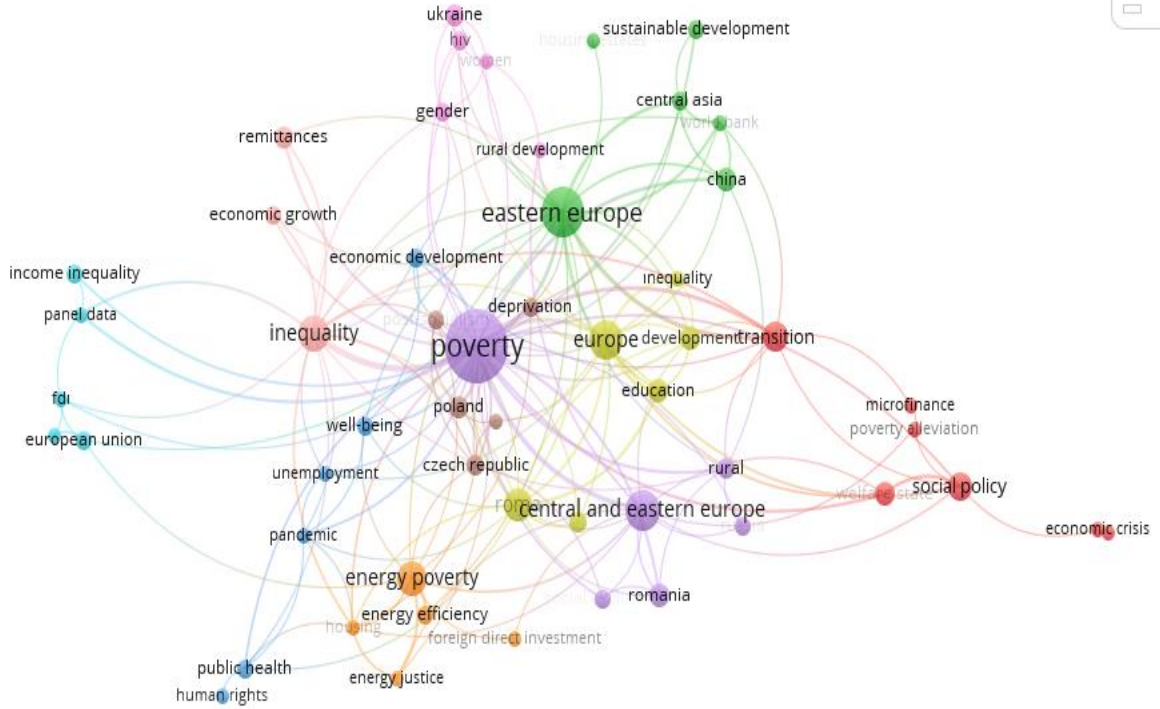 ukraine
sustainable development
hiv
women
central asia
gender
world bank
remittances
rural development
china
eastern europe
economic growth
economic development
income inequality
inequality
deprivation
panel data
inequality
poverty
europe
development
transition
education
fdi
poland
microfinance
well-being
poverty alleviation
european union
czech republic
rural
unemployment
social policy
welfare state
roma
central and eastern europe
economic crisis
pandemic
energy poverty
romania
energy efficiency
housing
foreign direct investment
public health
energy justice
human rights